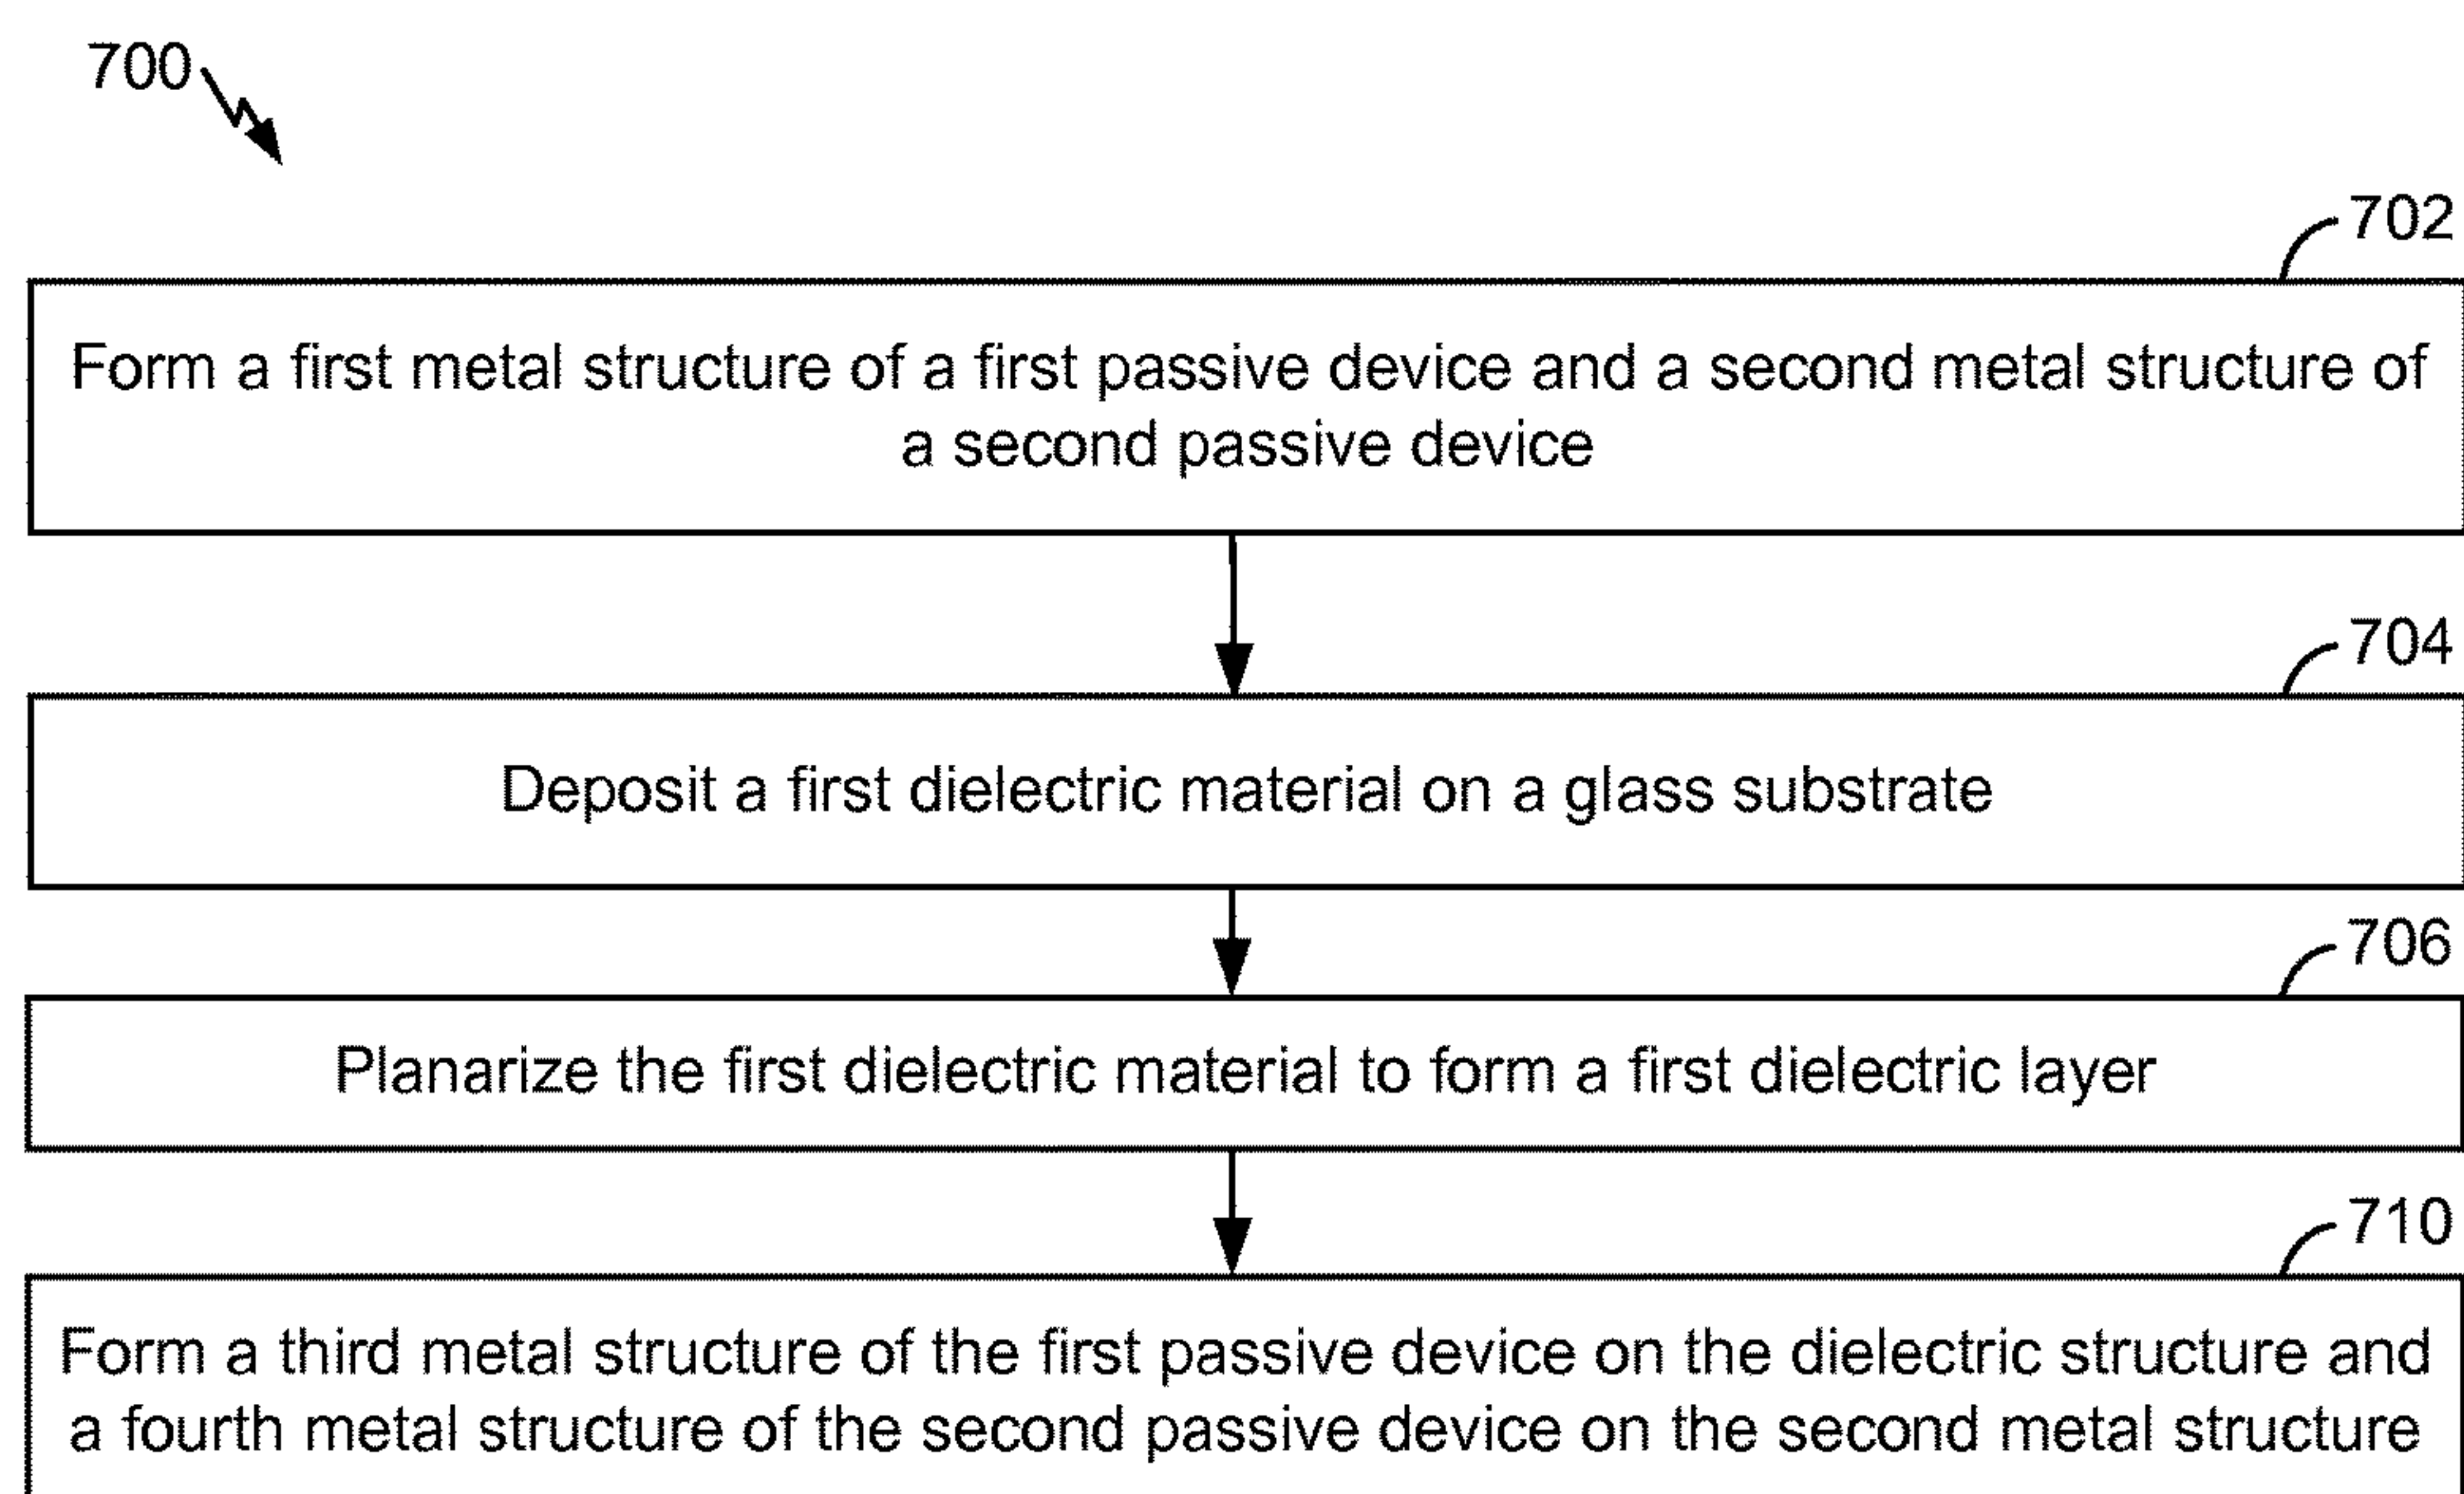 700
702
Form a first metal structure of a first passive device and a second metal structure of
a second passive device
704
Deposit a first dielectric material on a glass substrate
706
Planarize the first dielectric material to form a first dielectric layer
710
Form a third metal structure of the first passive device on the dielectric structure and
a fourth metal structure of the second passive device on the second metal structure